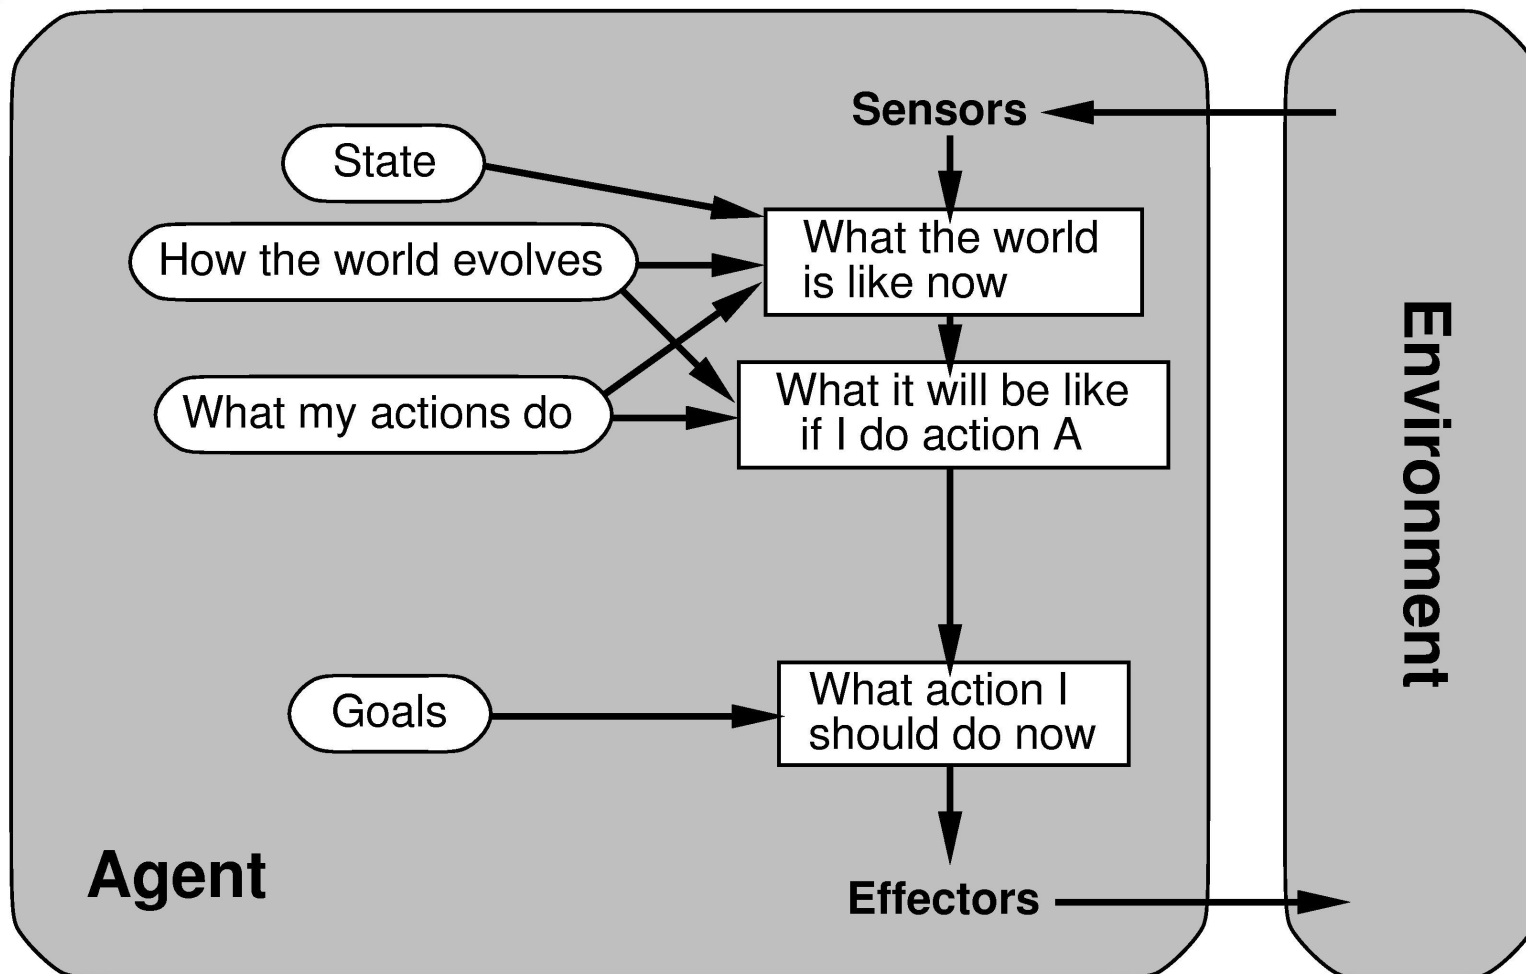 Sensors
State
What the world
is like now
How the world evolves
What it will be like
if I do action A
What my actions do
Environment
What action I
should do now
Goals
Agent
Effectors